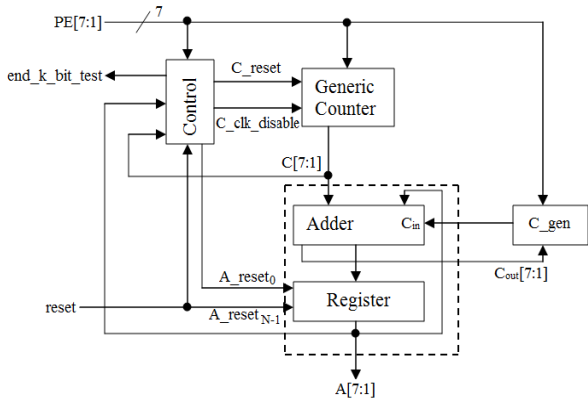 PE[7:1]
7
end_k_bit_test
Control
C_reset
C_clk_disable
Generic
Counter
C[7:1]
Adder
Cin
C_gen
Cout[7:1]
A_reset0
Register
reset
A_resetN-1
A[7:1]